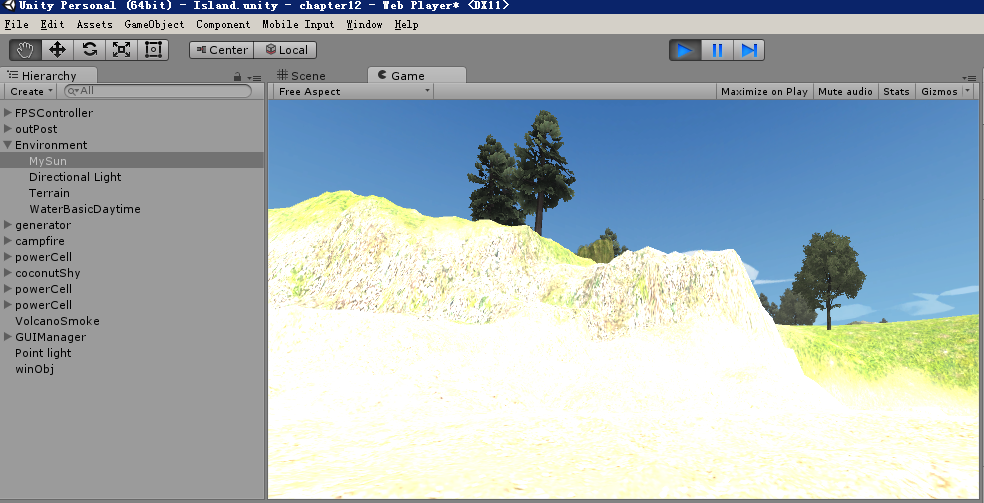 Unity Personal (64bit) - Island.unity - chapter12 - Web Player* <DX11>
File Edit Assets GameObject Component Mobile Input Window Help
Center Local
Hierarchy Scene Game
Create All Free Aspect Maximize on Play Mute audio Stats Gizmos
FPSController
outPost
Environment
MySun
Directional Light
Terrain
WaterBasicDaytime
generator
campfire
powerCell
coconutShy
powerCell
powerCell
VolcanoSmoke
GUIManager
Point light
winObj